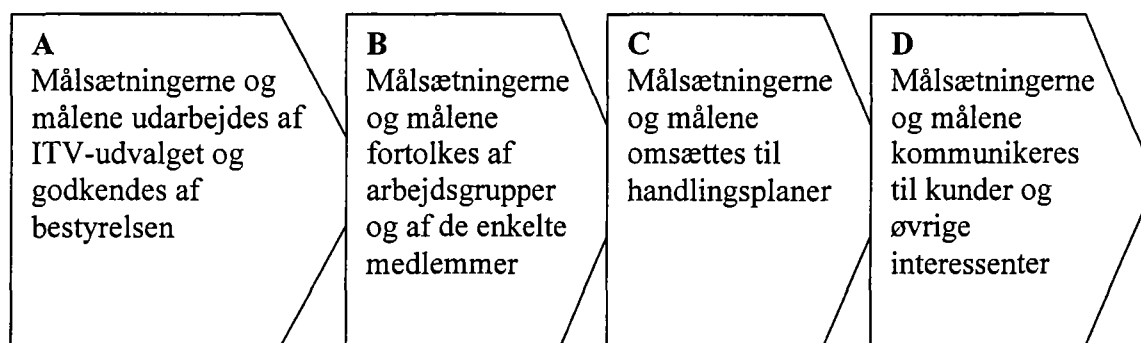 A
Målsætningerne og
målene udarbejdes af
ITV-udvalget og
godkendes af
bestyrelsen
B
Målsætningerne
og målene
fortolkes af
arbejdsgrupper
og af de enkelte
medlemmer
C
Målsætningerne
og målene
omsættes til
handlingsplaner
D
Målsætningerne
og målene
kommunikeres
til kunder og
øvrige
interessenter